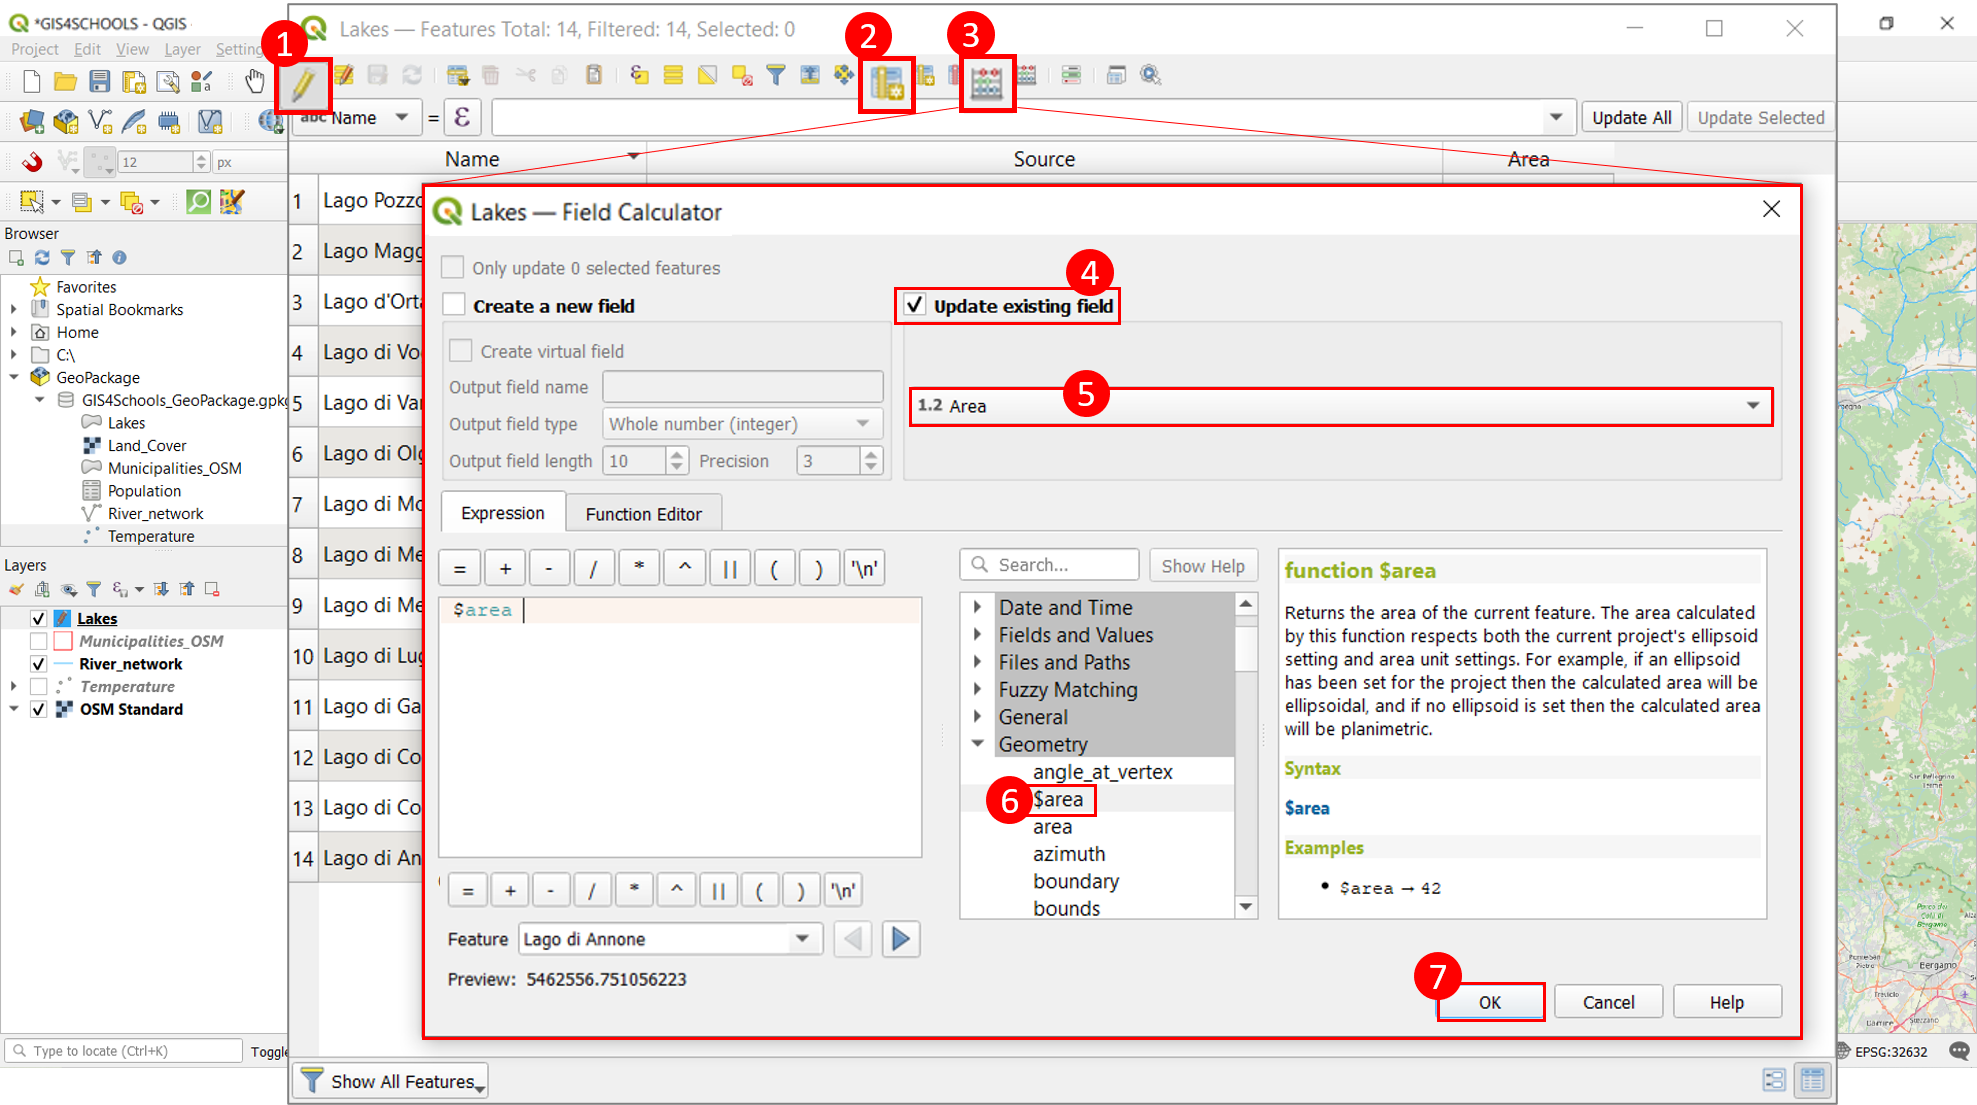 *GIS4SCHOOLS - QGIS
Project Edit View Layer Setting
Lakes — Features Total: 14, Filtered: 14, Selected: 0
1
2
3
abc Name
=
ε
Update All
Update Selected
12
px
Name
Source
Area
1 Lago Pozzo
2 Lago Magg
3 Lago d'Orta
4 Lago di Vo
5 Lago di Var
6 Lago di Olg
7 Lago di Mo
8 Lago di Me
9 Lago di Me
10 Lago di Lug
11 Lago di Ga
12 Lago di Co
13 Lago di Co
14 Lago di An
Browser
Favorites
Spatial Bookmarks
Home
C:\
GeoPackage
GIS4Schools_GeoPackage.gpkg
Lakes
Land_Cover
Municipalities_OSM
Population
River_network
Temperature
Layers
Lakes
Municipalities_OSM
River_network
Temperature
OSM Standard
Lakes — Field Calculator
Only update 0 selected features
4
Create a new field
Update existing field
Create virtual field
Output field name
5
1.2 Area
Output field type Whole number (integer)
Output field length 10 Precision 3
Expression
Function Editor
= + - / * ^ || ( ) '\n'
Search...
Show Help
$area
Date and Time
Fields and Values
Files and Paths
Fuzzy Matching
General
Geometry
angle_at_vertex
6
$area
area
azimuth
boundary
bounds
function $area
Returns the area of the current feature. The area calculated
by this function respects both the current project's ellipsoid
setting and area unit settings. For example, if an ellipsoid
has been set for the project then the calculated area will be
ellipsoidal, and if no ellipsoid is set then the calculated area
will be planimetric.
Syntax
$area
Examples
• $area → 42
= + - / * ^ || ( ) '\n'
Feature Lago di Annone
Preview: 5462556.751056223
7
OK
Cancel
Help
Type to locate (Ctrl+K)
Toggle
Show All Features
EPSG:32632
San Pellegrino
Terme
Parco dei
Colli di
Bergamo
Bergamo
Treviglio